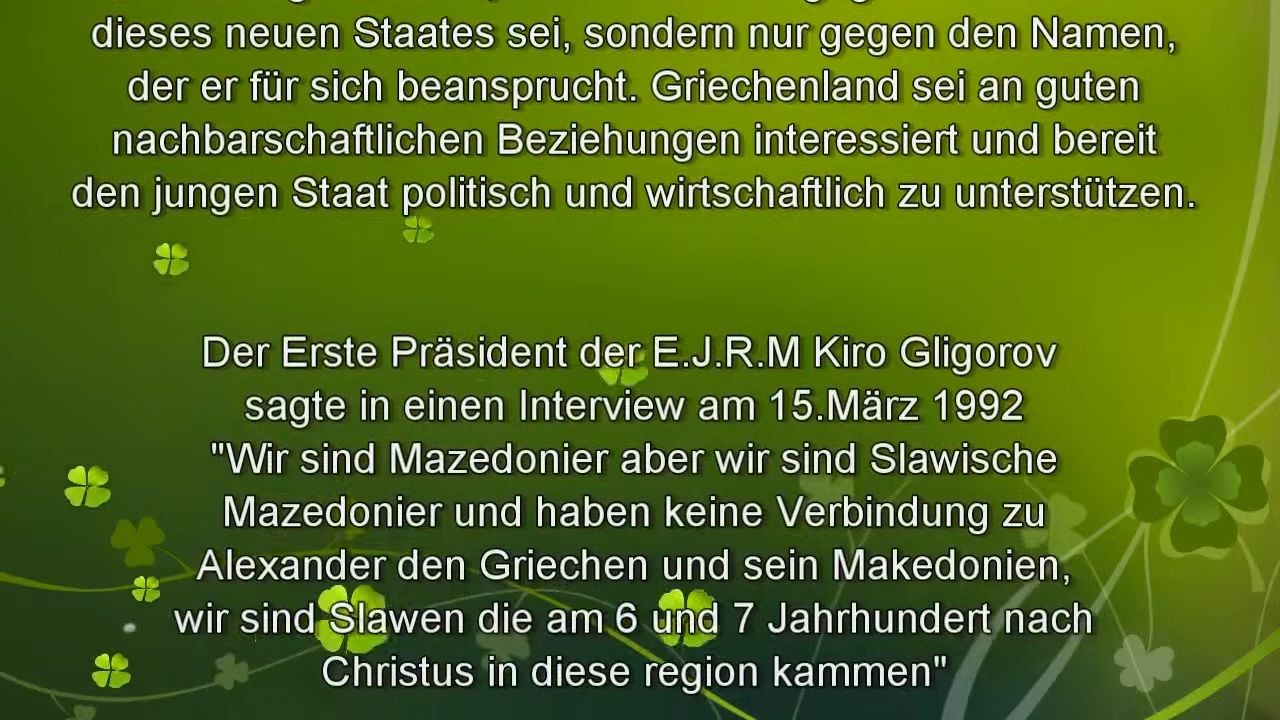 dieses neuen Staates sei, sondern nur gegen den Namen,
der er für sich beansprucht. Griechenland sei an guten
nachbarschaftlichen Beziehungen interessiert und bereit
den jungen Staat politisch und wirtschaftlich zu unterstützen.
Der Erste Präsident der E.J.R.M Kiro Gligorov
sagte in einen Interview am 15.März 1992
"Wir sind Mazedonier aber wir sind Slawische
Mazedonier und haben keine Verbindung zu
Alexander den Griechen und sein Makedonien,
wir sind Slawen die am 6 und 7 Jahrhundert nach
Christus in diese region kammen"